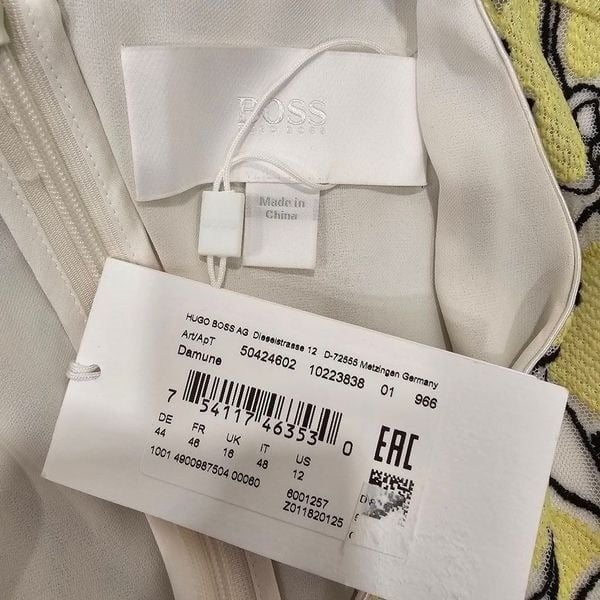 BOSS
HUGO BOSS
Made in
China
HUGO BOSS AG Dieselstrasse 12 D-72555 Metzingen Germany
Art/ApT 50424602 10223838 01 966
Damune
7 54117 46353 0
EAC
DE FR UK IT US
44 46 16 48 12
1001 4900987504 00060
6001257
Z011820125